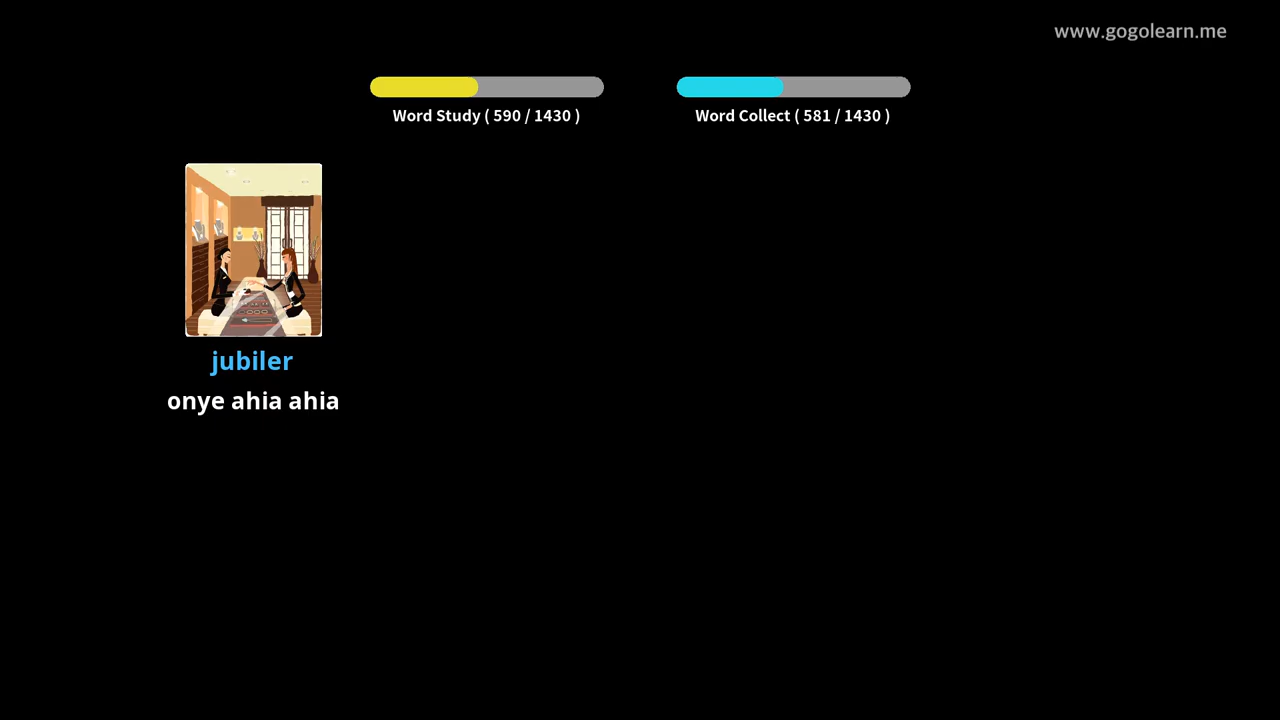 www.gogolearn.me
Word Study ( 590 / 1430 )
Word Collect ( 581 / 1430 )
jubiler
onye ahia ahia